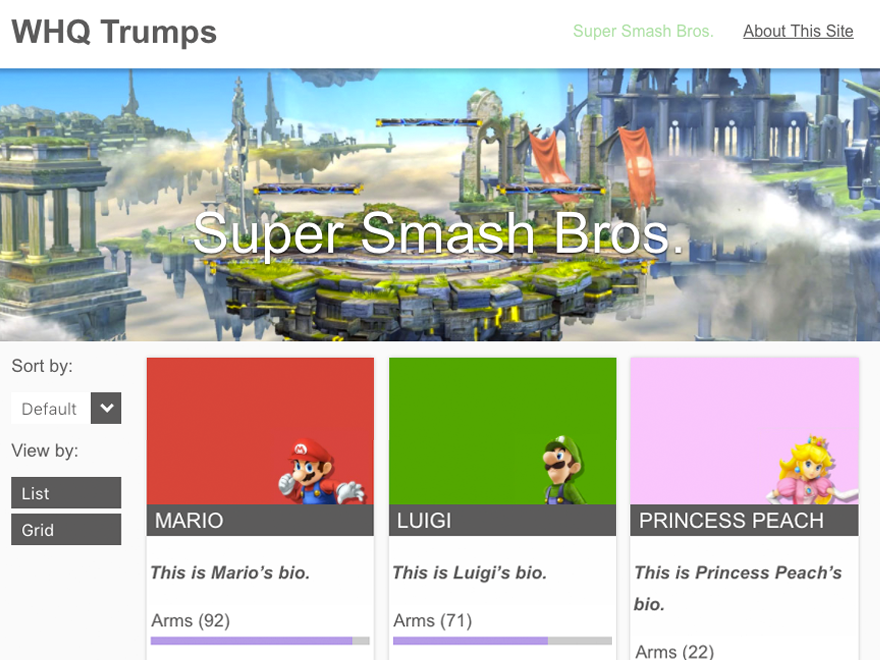 WHQ Trumps
Super Smash Bros.
About This Site
Super Smash Bros.
Sort by:
Default
View by:
List
Grid
MARIO
This is Mario’s bio.
Arms (92)
LUIGI
This is Luigi’s bio.
Arms (71)
PRINCESS PEACH
This is Princess Peach’s
bio.
Arms (22)